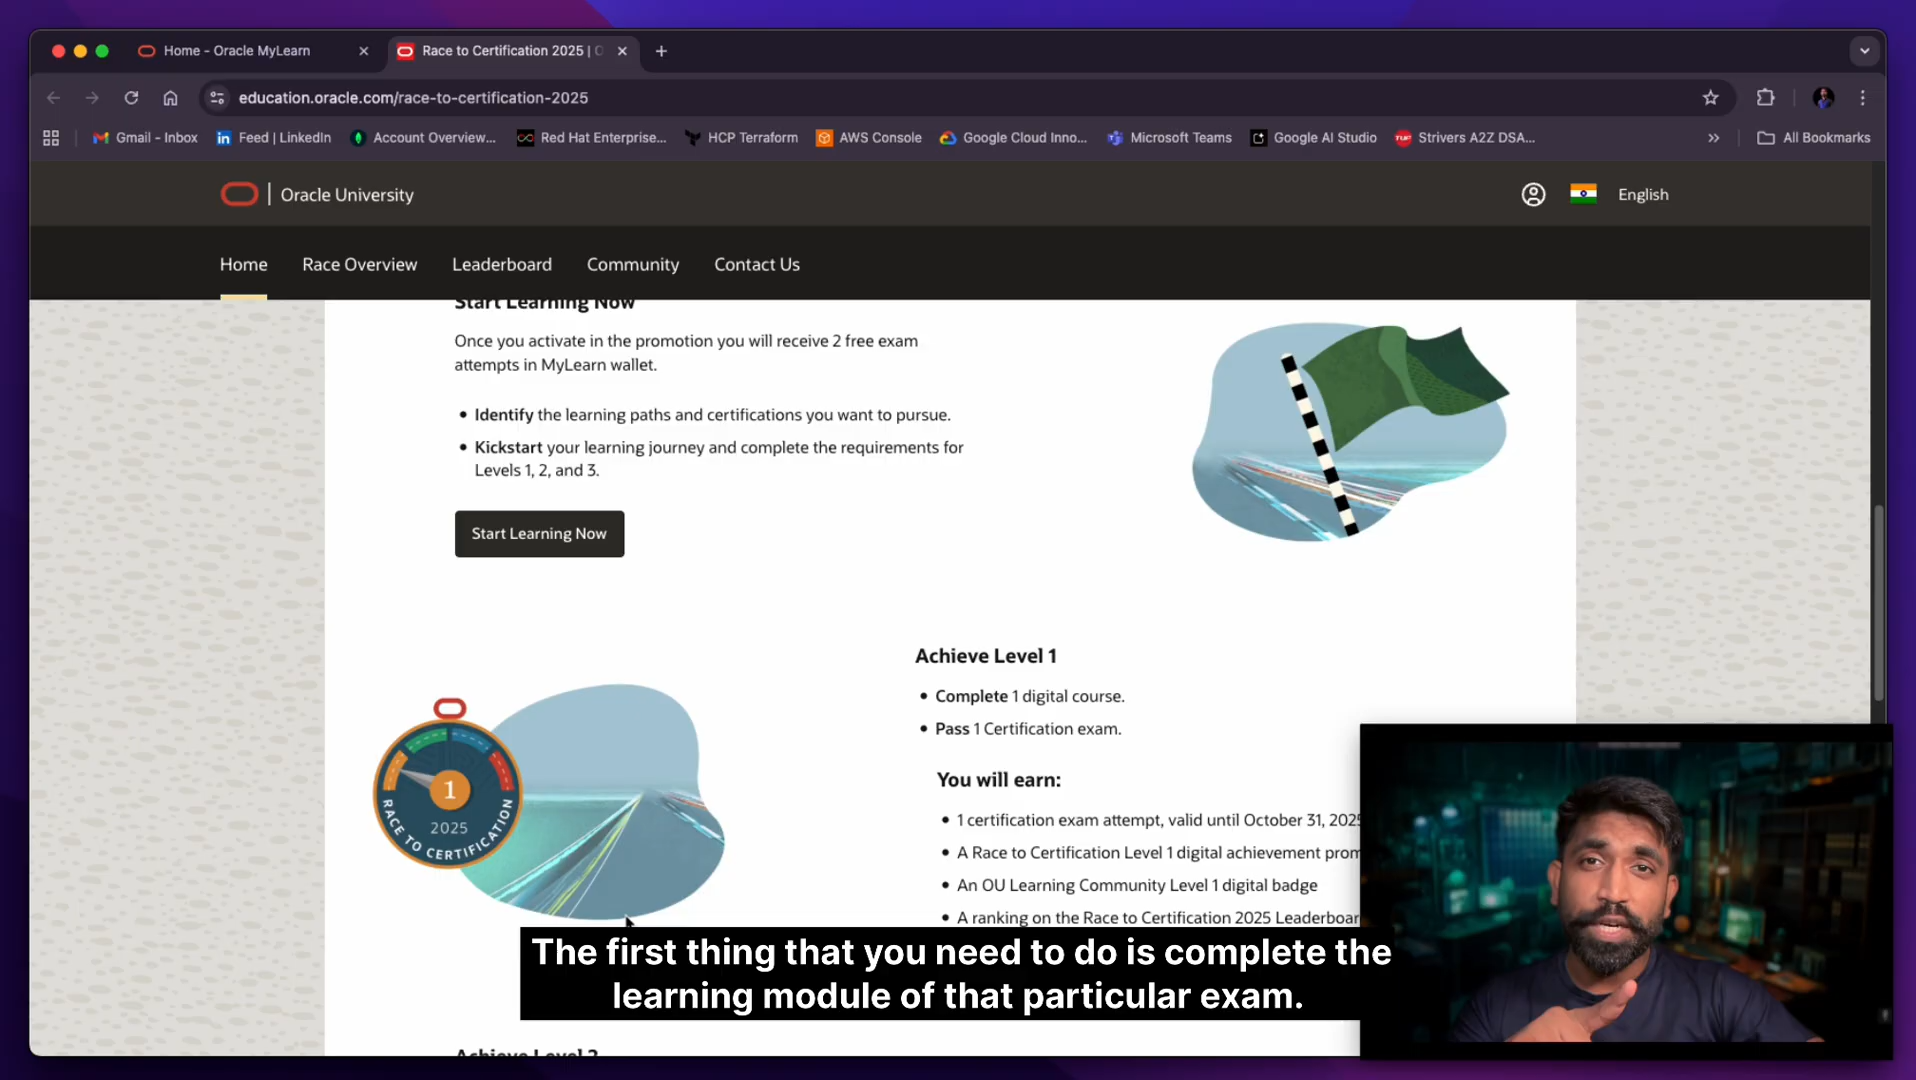 Home - Oracle MyLearn
Race to Certification 2025 | O
education.oracle.com/race-to-certification-2025
Gmail - Inbox
Feed | LinkedIn
Account Overview...
Red Hat Enterprise...
HCP Terraform
AWS Console
Google Cloud Inno...
Microsoft Teams
Google AI Studio
Strivers A2Z DSA...
All Bookmarks
Oracle University
English
Home
Race Overview
Leaderboard
Community
Contact Us
Start Learning Now
Once you activate in the promotion you will receive 2 free exam
attempts in MyLearn wallet.
• Identify the learning paths and certifications you want to pursue.
• Kickstart your learning journey and complete the requirements for
Levels 1, 2, and 3.
Start Learning Now
1
2025
RACE TO CERTIFICATION
Achieve Level 1
• Complete 1 digital course.
• Pass 1 Certification exam.
You will earn:
• 1 certification exam attempt, valid until October 31, 2025
• A Race to Certification Level 1 digital achievement
• An OU Learning Community Level 1 digital badge
• A ranking on the Race to Certification 2025
The first thing that you need to do is complete the
learning module of that particular exam.
Achieve Level